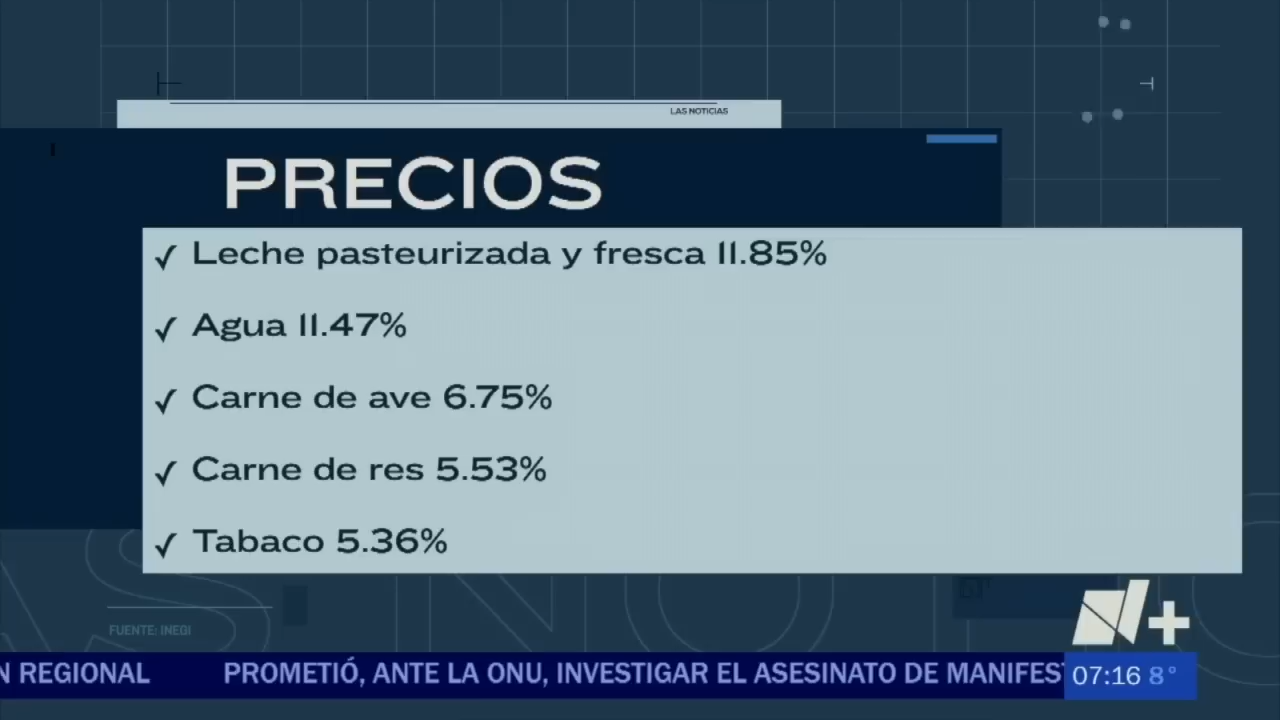 LAS NOTICIAS
PRECIOS
✓ Leche pasteurizada y fresca 11.85%
✓ Agua 11.47%
✓ Carne de ave 6.75%
✓ Carne de res 5.53%
✓ Tabaco 5.36%
FUENTE: INEGI
N+
N REGIONAL PROMETIÓ, ANTE LA ONU, INVESTIGAR EL ASESINATO DE MANIFES
07:16 8°